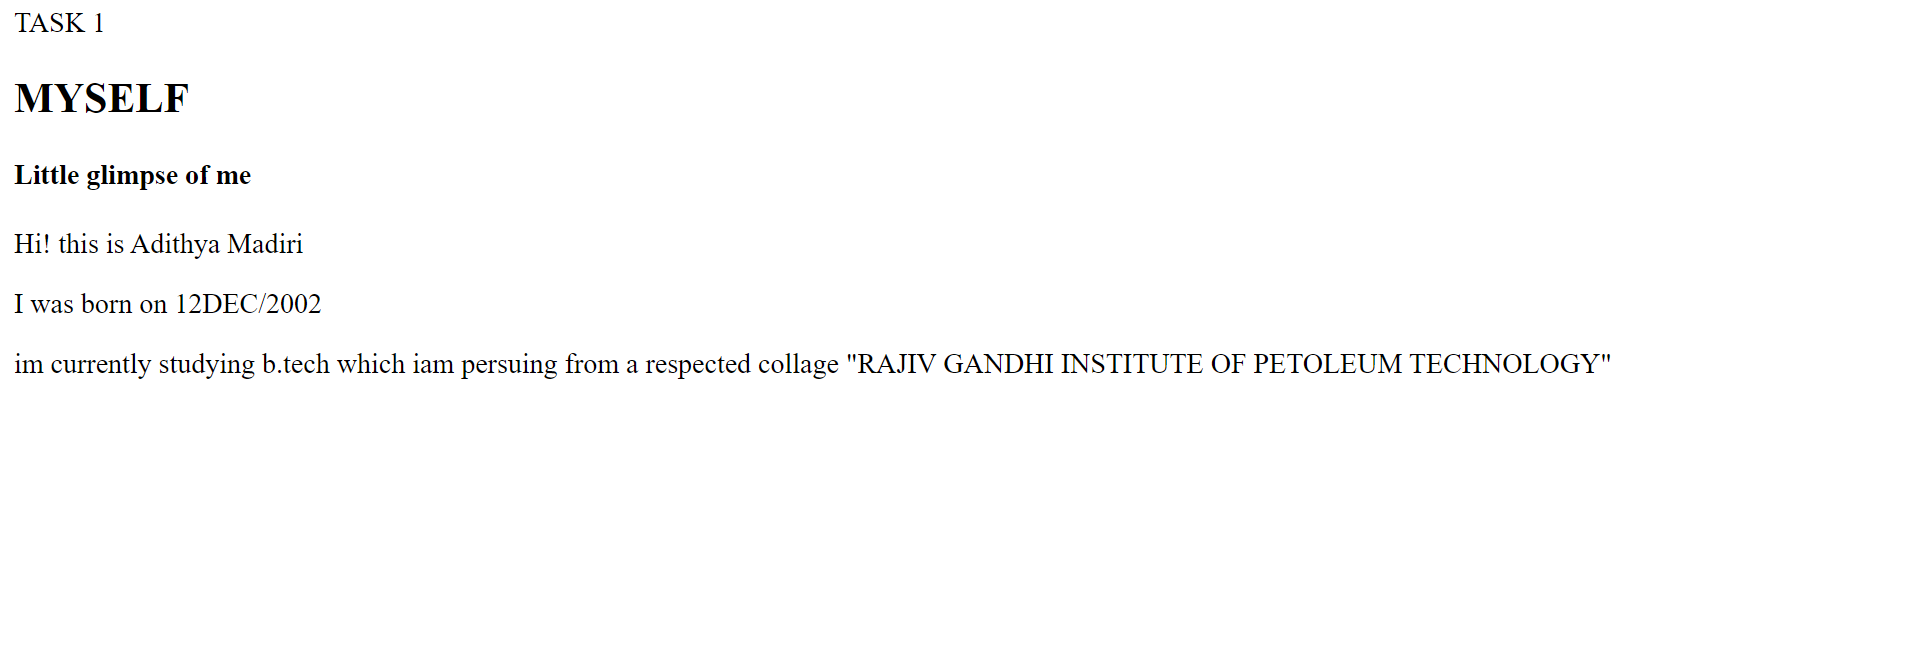 TASK 1
MYSELF
Little glimpse of me
Hi! this is Adithya Madiri
I was born on 12DEC/2002
im currently studying b.tech which iam persuing from a respected collage "RAJIV GANDHI INSTITUTE OF PETOLEUM TECHNOLOGY"